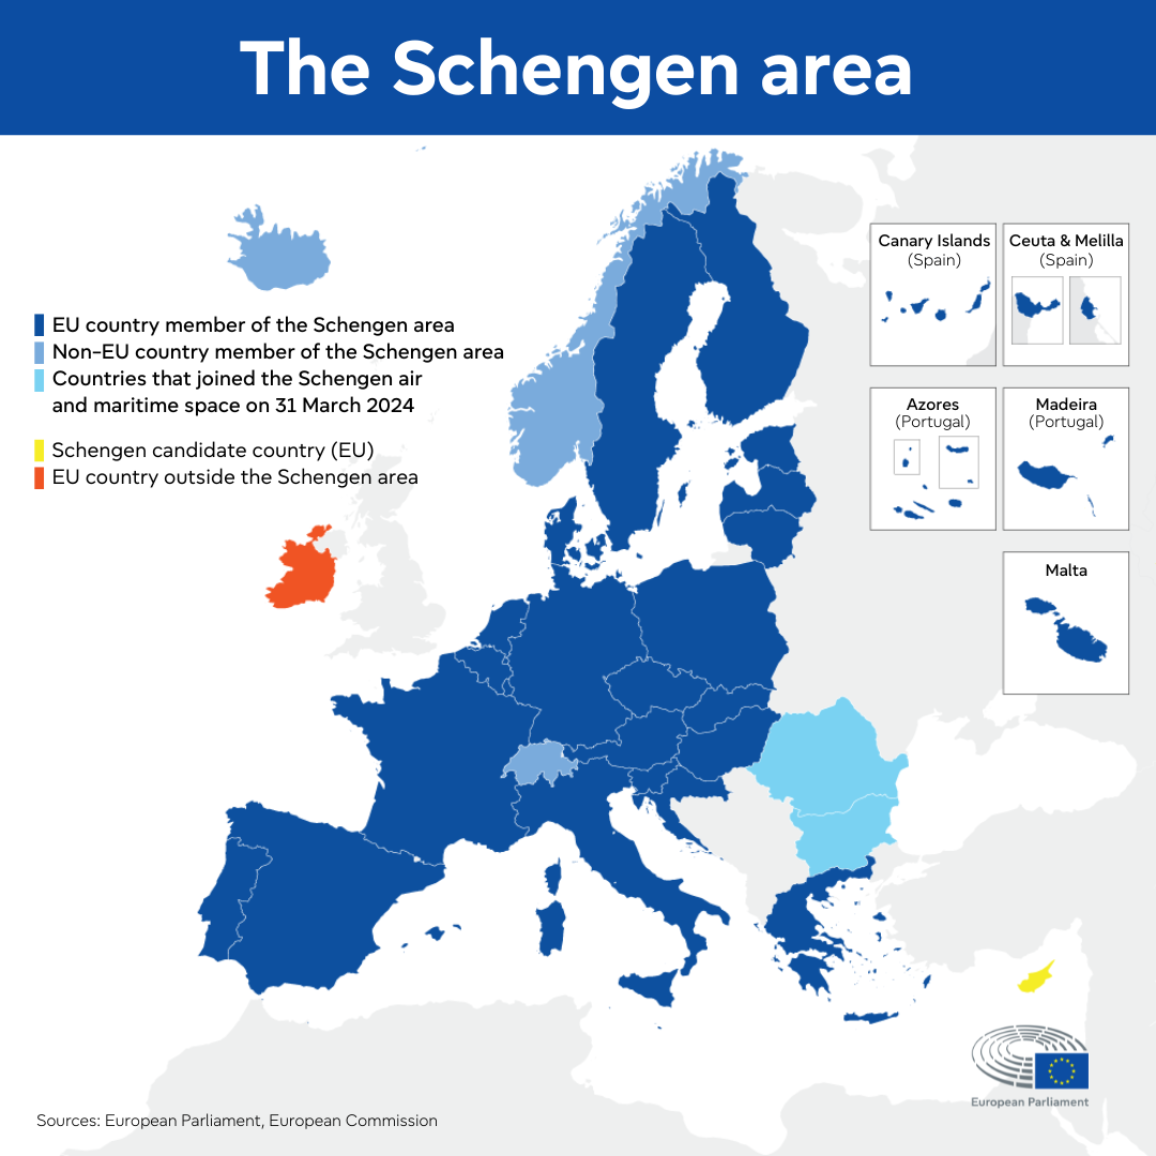 The Schengen area
EU country member of the Schengen area
Non-EU country member of the Schengen area
Countries that joined the Schengen air
and maritime space on 31 March 2024
Schengen candidate country (EU)
EU country outside the Schengen area
Canary Islands
(Spain)
Ceuta & Melilla
(Spain)
Azores
(Portugal)
Madeira
(Portugal)
Malta
European Parliament
Sources: European Parliament, European Commission